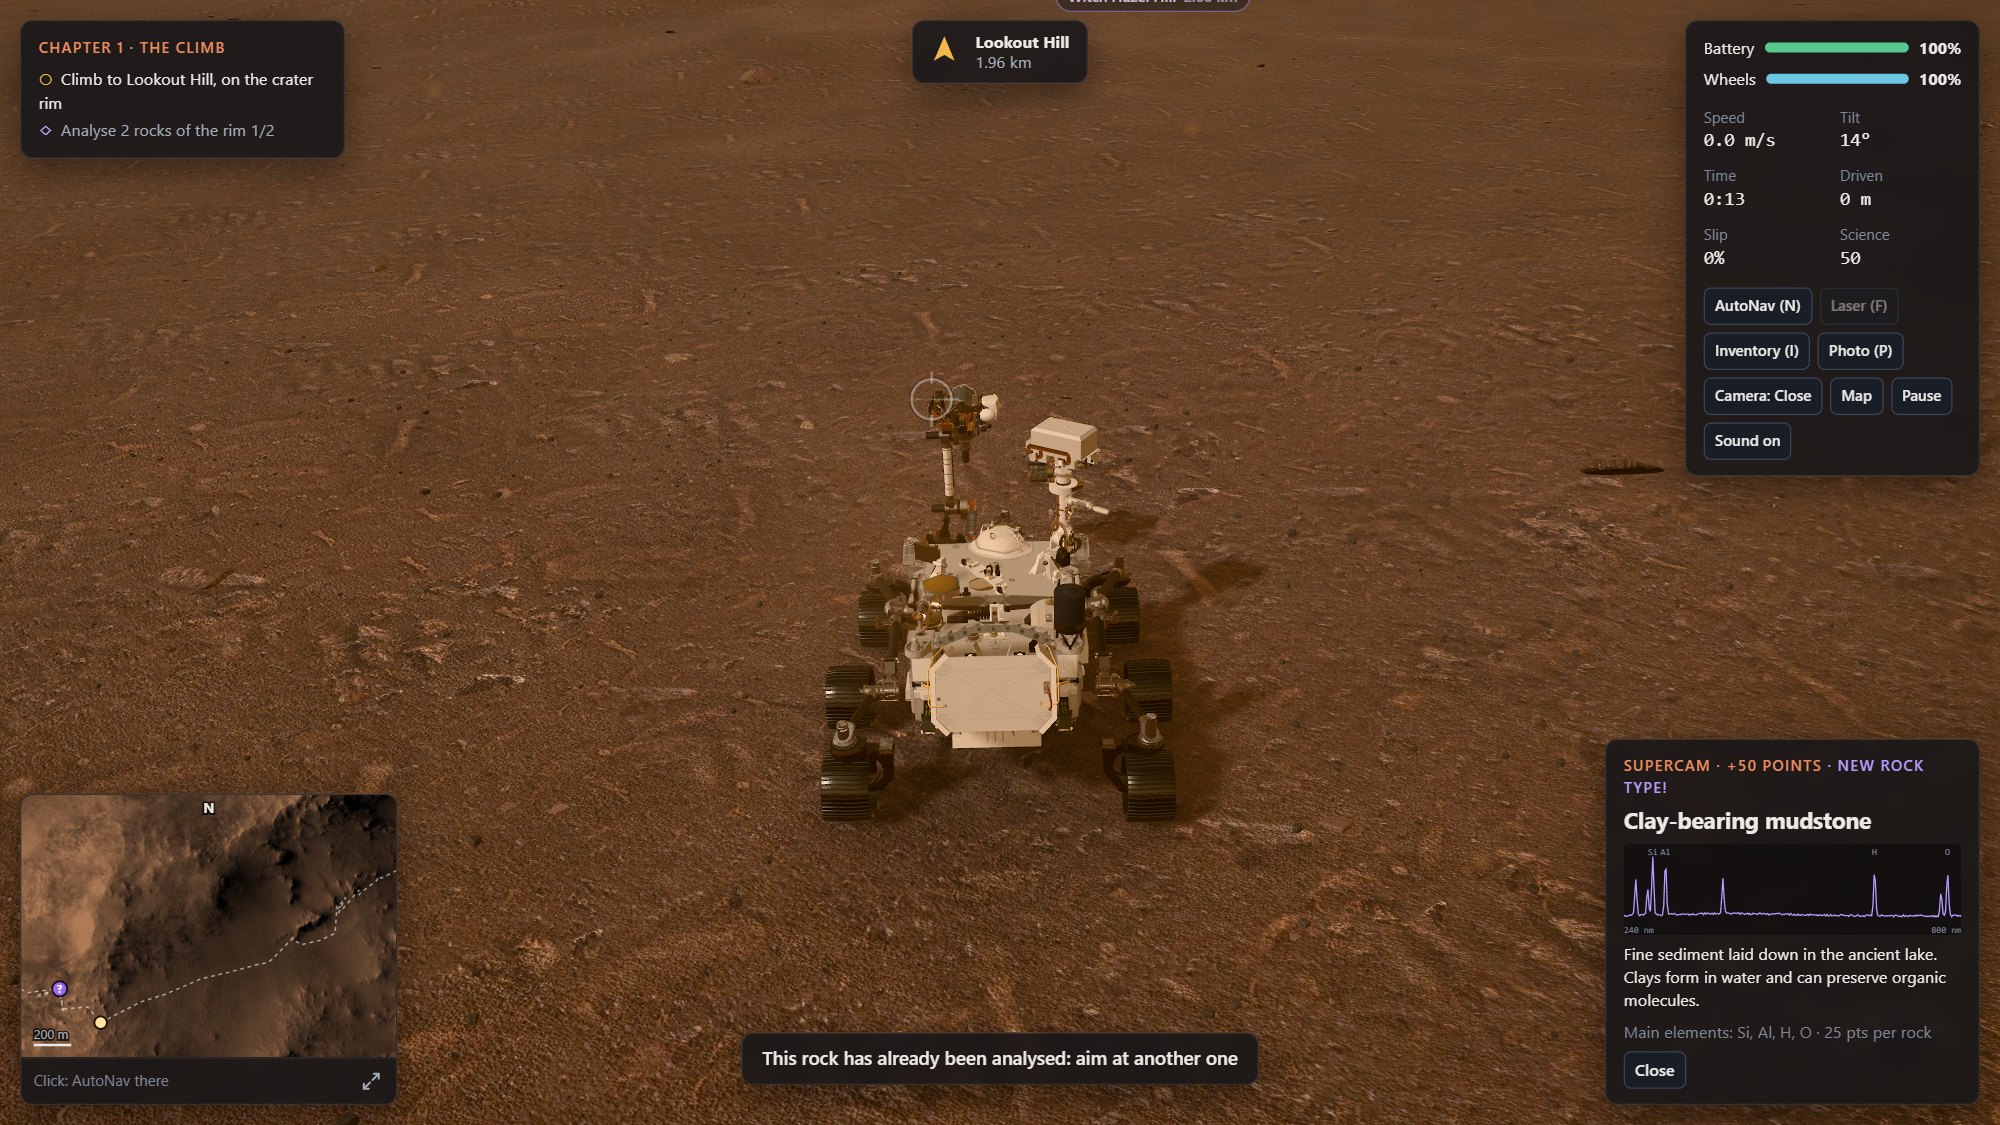 CHAPTER 1 · THE CLIMB
Climb to Lookout Hill, on the crater
rim
Analyse 2 rocks of the rim 1/2
Lookout Hill
1.96 km
Battery 100%
Wheels 100%
Speed Tilt
0.0 m/s 14°
Time Driven
0:13 0 m
Slip Science
0% 50
AutoNav (N) Laser (F)
Inventory (I) Photo (P)
Camera: Close Map Pause
Sound on
N
?
200 m
Click: AutoNav there
This rock has already been analysed: aim at another one
SUPERCAM · +50 POINTS · NEW ROCK
TYPE!
Clay-bearing mudstone
Si Al H O
240 nm 800 nm
Fine sediment laid down in the ancient lake.
Clays form in water and can preserve organic
molecules.
Main elements: Si, Al, H, O · 25 pts per rock
Close